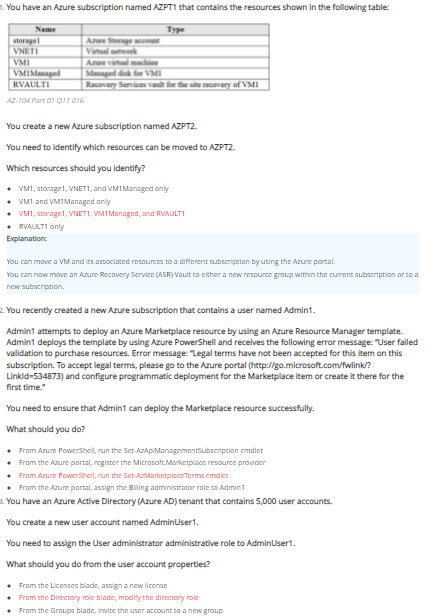 1. You have an Azure subscription named AZPT1 that contains the resources shown in the following table:
Name Type
storage1 Azure Storage account
VNET1 Virtual network
VM1 Azure virtual machine
VM1Managed Managed disk for VM1
RVAULT1 Recovery Services vault for the site recovery of VM1
AZ-104 Part 01 Q11 016
You create a new Azure subscription named AZPT2.
You need to identify which resources can be moved to AZPT2.
Which resources should you identify?
• VM1, storage1, VNET1, and VM1Managed only
• VM1 and VM1Managed only
• VM1, storage1, VNET1, VM1Managed, and RVAULT1
• RVAULT1 only
Explanation:
You can move a VM and its associated resources to a different subscription by using the Azure portal.
You can now move an Azure Recovery Service (ASR) Vault to either a new resource group within the current subscription or to a
new subscription.
2. You recently created a new Azure subscription that contains a user named Admin1.
Admin1 attempts to deploy an Azure Marketplace resource by using an Azure Resource Manager template.
Admin1 deploys the template by using Azure PowerShell and receives the following error message: “User failed
validation to purchase resources. Error message: “Legal terms have not been accepted for this item on this
subscription. To accept legal terms, please go to the Azure portal (http://go.microsoft.com/fwlink/?
LinkId=534873) and configure programmatic deployment for the Marketplace item or create it there for the
first time.”
You need to ensure that Admin1 can deploy the Marketplace resource successfully.
What should you do?
• From Azure PowerShell, run the Set-AzApiManagementSubscription cmdlet
• From the Azure portal, register the Microsoft.Marketplace resource provider
• From Azure PowerShell, run the Set-AzMarketplaceTerms cmdlet
• From the Azure portal, assign the Billing administrator role to Admin1
3. You have an Azure Active Directory (Azure AD) tenant that contains 5,000 user accounts.
You create a new user account named AdminUser1.
You need to assign the User administrator administrative role to AdminUser1.
What should you do from the user account properties?
• From the Licenses blade, assign a new license
• From the Directory role blade, modify the directory role
• From the Groups blade, invite the user account to a new group